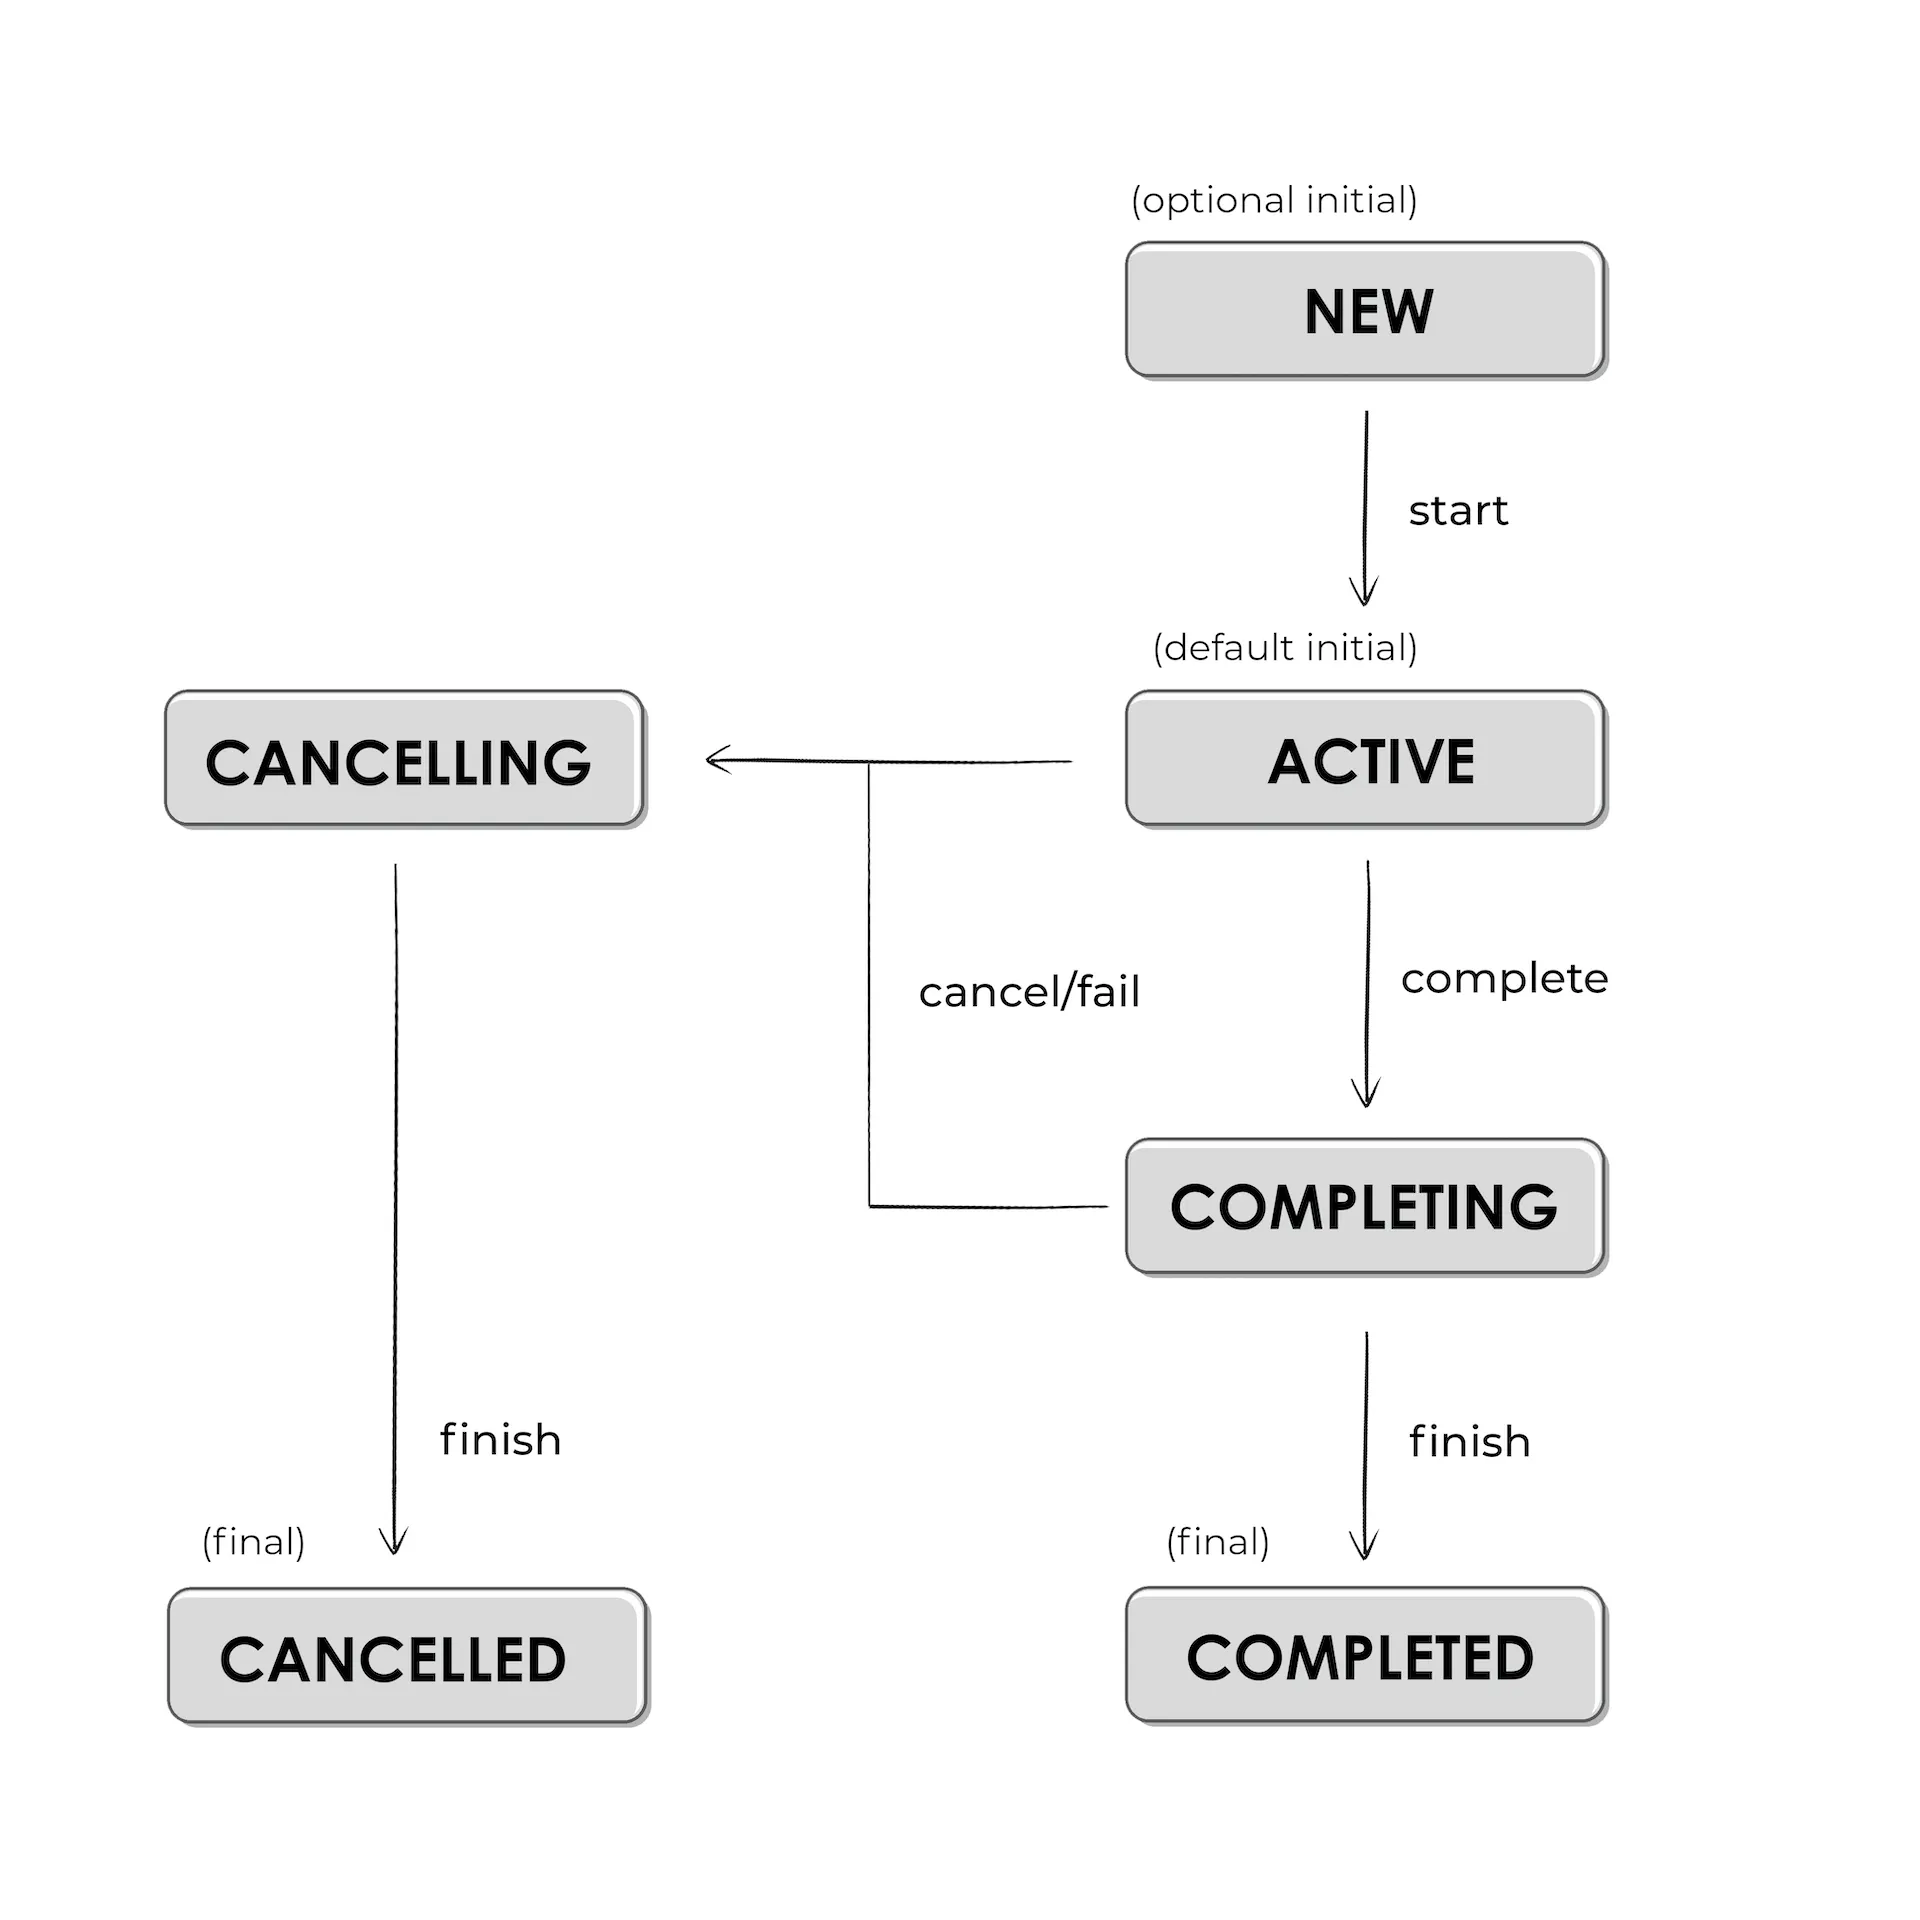 (optional initial)
NEW
start
(default initial)
CANCELLING
ACTIVE
cancel/fail
complete
COMPLETING
finish
finish
(final)
(final)
CANCELLED
COMPLETED